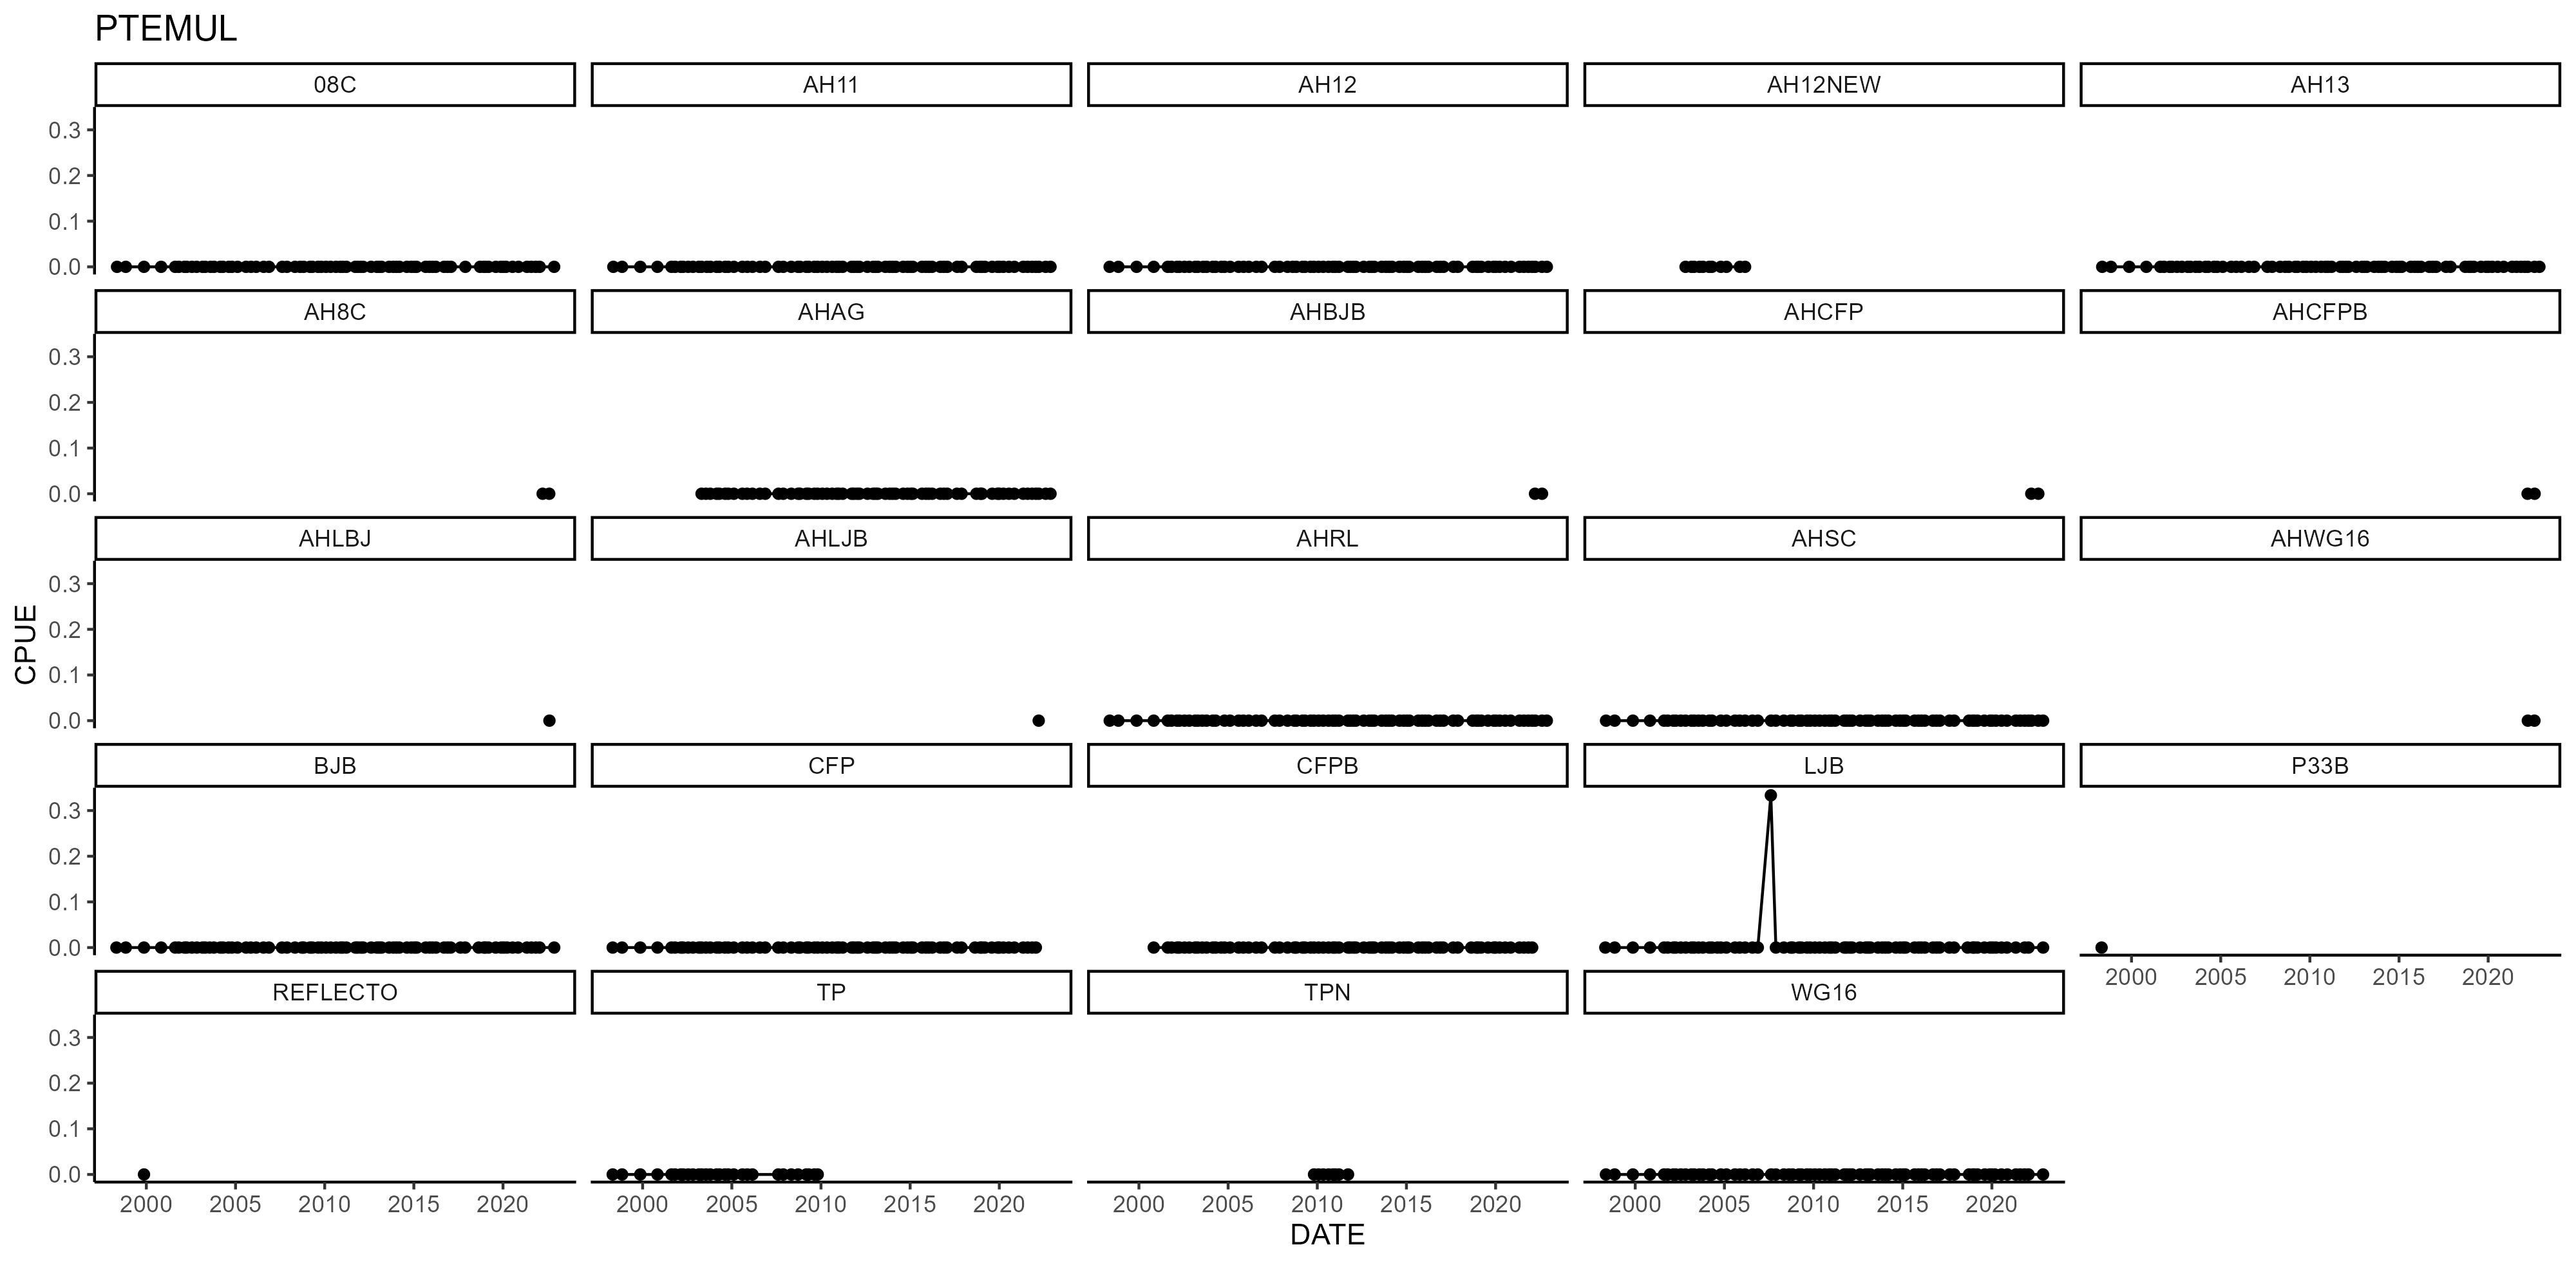 PTEMUL
08C AH11 AH12 AH12NEW AH13
0.3
0.2
0.1
0.0
AH8C AHAG AHBJB AHCFP AHCFPB
0.3
0.2
0.1
0.0
AHLBJ AHLJB AHRL AHSC AHWG16
0.3
0.2
0.1
0.0
CPUE
BJB CFP CFPB LJB P33B
0.3
0.2
0.1
0.0
2000 2005 2010 2015 2020
REFLECTO TP TPN WG16
0.3
0.2
0.1
0.0
2000 2005 2010 2015 2020 2000 2005 2010 2015 2020 2000 2005 2010 2015 2020 2000 2005 2010 2015 2020
DATE